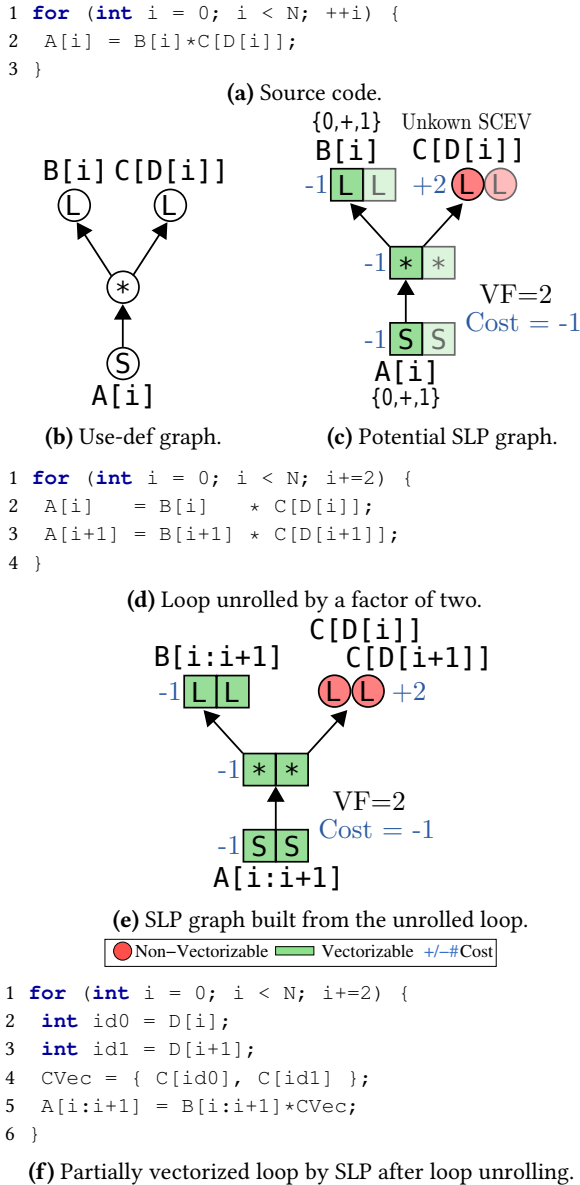 1 for (int i = 0; i < N; ++i) {
2 A[i] = B[i]*C[D[i]];
3 }
(a) Source code.
B[i] C[D[i]]
L L
*
S
A[i]
(b) Use-def graph.
{0,+,1} Unkown SCEV
B[i] C[D[i]]
-1 L L +2 L L
-1 * *
VF=2
Cost = -1
-1 S S
A[i]
{0,+,1}
(c) Potential SLP graph.
1 for (int i = 0; i < N; i+=2) {
2 A[i] = B[i] * C[D[i]];
3 A[i+1] = B[i+1] * C[D[i+1]];
4 }
(d) Loop unrolled by a factor of two.
C[D[i]]
B[i:i+1] C[D[i+1]]
-1 L L L L +2
-1 * *
VF=2
Cost = -1
-1 S S
A[i:i+1]
(e) SLP graph built from the unrolled loop.
Non-Vectorizable Vectorizable +/-#Cost
1 for (int i = 0; i < N; i+=2) {
2 int id0 = D[i];
3 int id1 = D[i+1];
4 CVec = { C[id0], C[id1] };
5 A[i:i+1] = B[i:i+1]*CVec;
6 }
(f) Partially vectorized loop by SLP after loop unrolling.